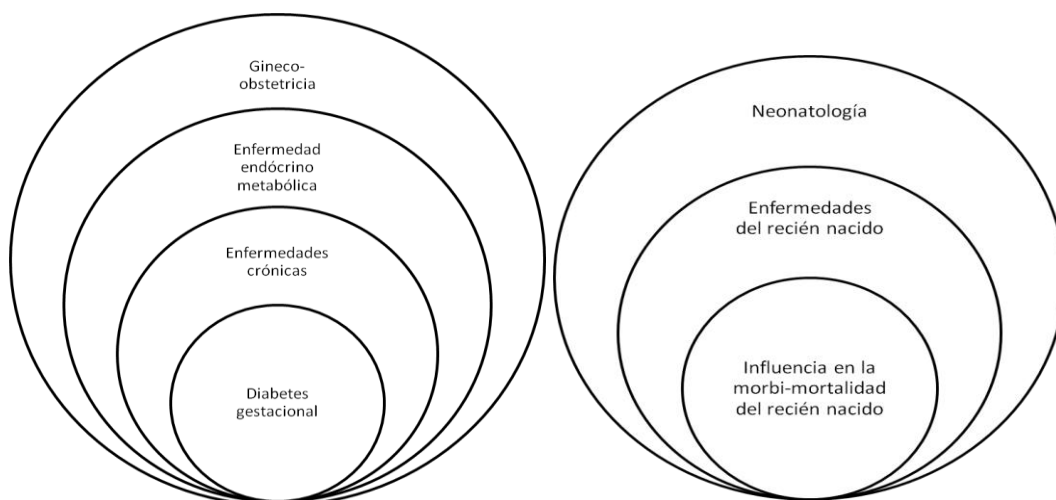 Gineco-
obstetricia
Enfermedad
endócrino
metabólica
Enfermedades
crónicas
Diabetes
gestacional
Neonatología
Enfermedades
del recién nacido
Influencia en la
morbi-mortalidad
del recién nacido